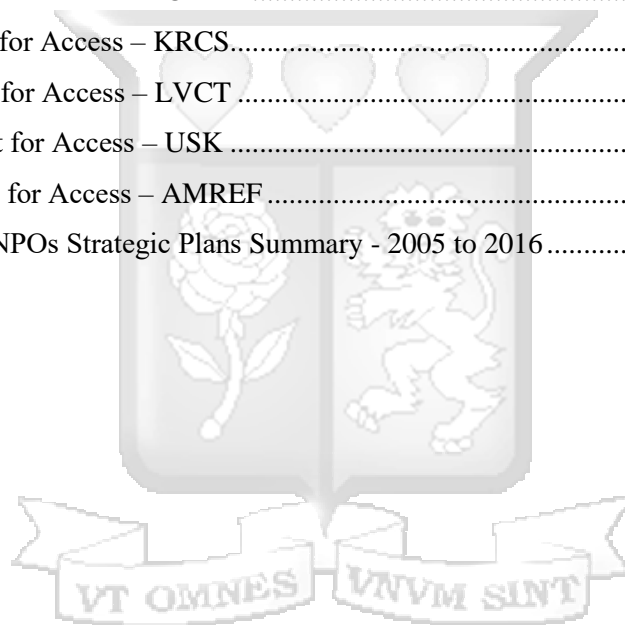 for Access – KRCS..............................................................
for Access – LVCT ..............................................................
t for Access – USK ..............................................................
for Access – AMREF..............................................................
NPOs Strategic Plans Summary - 2005 to 2016..............
VT OMNES VNVM SINT